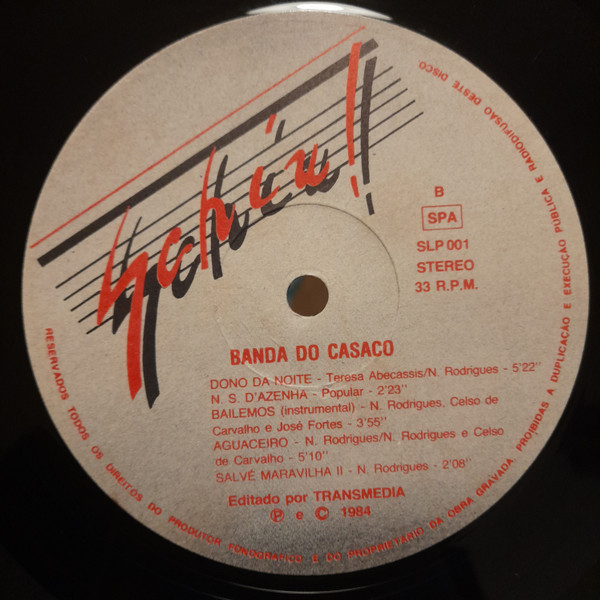 Schiu!
B
SPA
SLP 001
STEREO
33 R.P.M.
BANDA DO CASACO
DONO DA NOITE - Teresa Abecassis/N. Rodrigues - 5'22"
N. S. D'AZENHA - Popular - 2'23"
BAILEMOS (instrumental) - N. Rodrigues, Celso de
Carvalho e José Fortes - 3'55"
AGUACEIRO - N. Rodrigues/N. Rodrigues e Celso
de Carvalho - 5'10"
SALVÉ MARAVILHA II - N. Rodrigues - 2'08"
Editado por TRANSMEDIA
Ⓟ e © 1984
RESERVADOS TODOS OS DIREITOS DO PRODUTOR FONOGRÁFICO E DO PROPRIETÁRIO DA OBRA GRAVADA. PROIBIDAS A DUPLICAÇÃO E EXECUÇÃO PÚBLICA E RADIODIFUSÃO DESTE DISCO